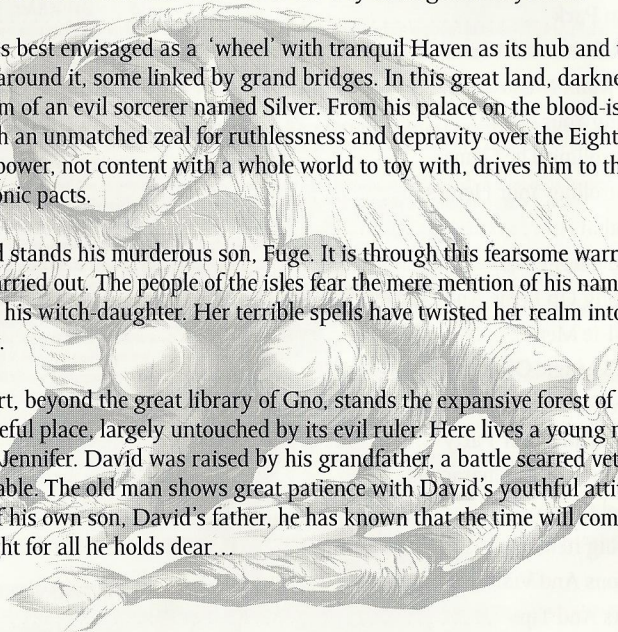 s best envisaged as a 'wheel' with tranquil Haven as its hub and
around it, some linked by grand bridges. In this great land, darkne
m of an evil sorcerer named Silver. From his palace on the blood-is
h an unmatched zeal for ruthlessness and depravity over the Eight
power, not content with a whole world to toy with, drives him to th
onic pacts.
d stands his murderous son, Fuge. It is through this fearsome warr
arried out. The people of the isles fear the mere mention of his nam
his witch-daughter. Her terrible spells have twisted her realm into
.
rt, beyond the great library of Gno, stands the expansive forest of
eful place, largely untouched by its evil ruler. Here lives a young
Jennifer. David was raised by his grandfather, a battle scarred vet
able. The old man shows great patience with David's youthful atti
f his own son, David's father, he has known that the time will com
ght for all he holds dear...